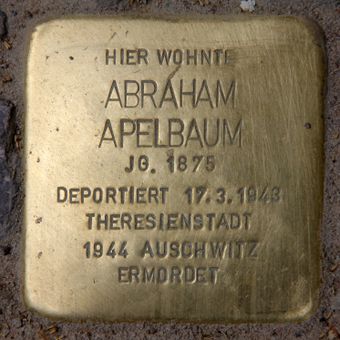 HIER WOHNTE
ABRAHAM
APELBAUM
JG. 1875
DEPORTIERT 17.3.1943
THERESIENSTADT
1944 AUSCHWITZ
ERMORDET